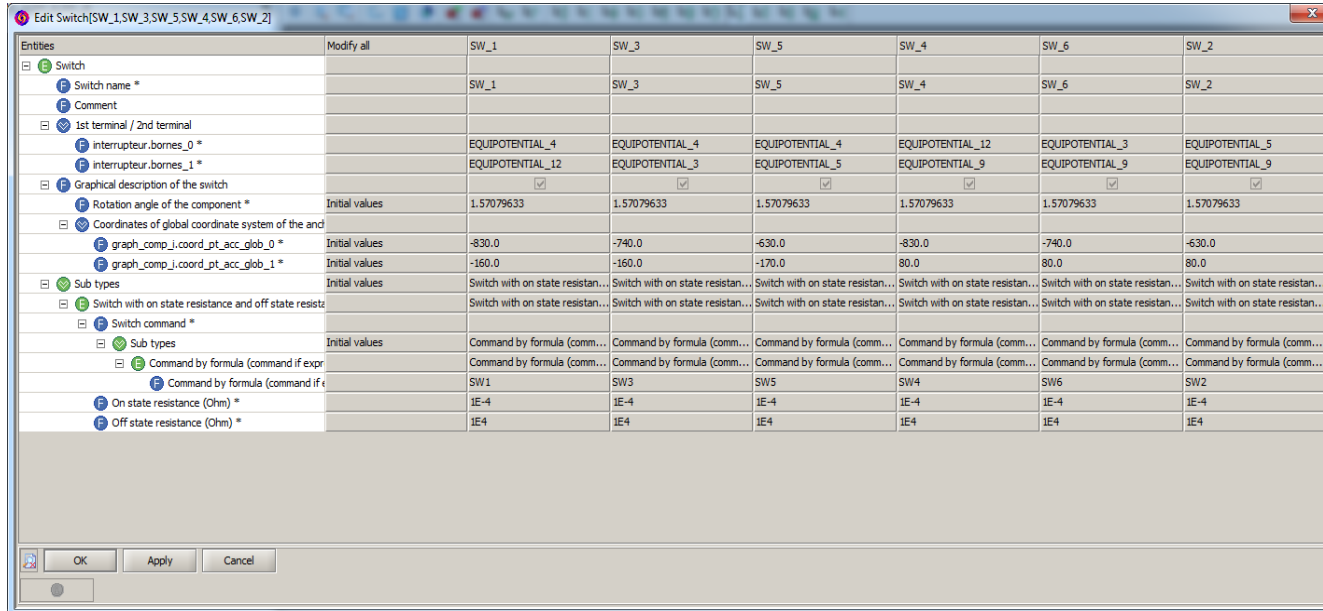 Edit Switch[SW_1,SW_3,SW_5,SW_4,SW_6,SW_2]
Entities Modify all SW_1 SW_3 SW_5 SW_4 SW_6 SW_2
E Switch
F Switch name * SW_1 SW_3 SW_5 SW_4 SW_6 SW_2
F Comment
1st terminal / 2nd terminal
F interrupteur.bornes_0 * EQUIPOTENTIAL_4 EQUIPOTENTIAL_4 EQUIPOTENTIAL_4 EQUIPOTENTIAL_12 EQUIPOTENTIAL_3 EQUIPOTENTIAL_5
F interrupteur.bornes_1 * EQUIPOTENTIAL_12 EQUIPOTENTIAL_3 EQUIPOTENTIAL_5 EQUIPOTENTIAL_9 EQUIPOTENTIAL_9 EQUIPOTENTIAL_9
F Graphical description of the switch
F Rotation angle of the component * Initial values 1.57079633 1.57079633 1.57079633 1.57079633 1.57079633 1.57079633
Coordinates of global coordinate system of the anch
F graph_comp_i.coord_pt_acc_glob_0 * Initial values -830.0 -740.0 -630.0 -830.0 -740.0 -630.0
F graph_comp_i.coord_pt_acc_glob_1 * Initial values -160.0 -160.0 -170.0 80.0 80.0 80.0
Sub types Initial values Switch with on state resistan... Switch with on state resistan... Switch with on state resistan... Switch with on state resistan... Switch with on state resistan... Switch with on state resistan...
E Switch with on state resistance and off state resista Switch with on state resistan... Switch with on state resistan... Switch with on state resistan... Switch with on state resistan... Switch with on state resistan... Switch with on state resistan...
F Switch command *
Sub types Initial values Command by formula (comm... Command by formula (comm... Command by formula (comm... Command by formula (comm... Command by formula (comm... Command by formula (comm...
E Command by formula (command if expr Command by formula (comm... Command by formula (comm... Command by formula (comm... Command by formula (comm... Command by formula (comm... Command by formula (comm...
F Command by formula (command if e SW1 SW3 SW5 SW4 SW6 SW2
F On state resistance (Ohm) * 1E-4 1E-4 1E-4 1E-4 1E-4 1E-4
F Off state resistance (Ohm) * 1E4 1E4 1E4 1E4 1E4 1E4
OK Apply Cancel